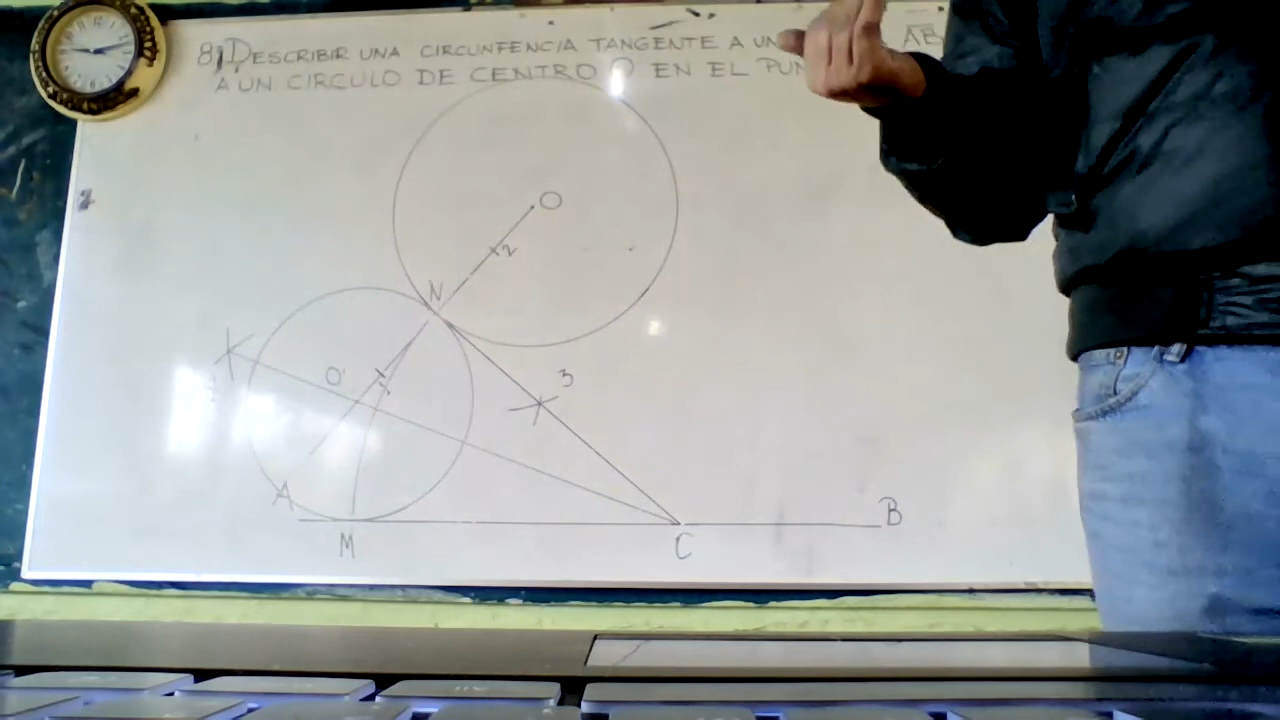 8) DESCRIBIR UNA CIRCUNFENCIA TANGENTE A UN AB
A UN CIRCULO DE CENTRO O EN EL PUN
O
2
N
3
O'
A
B
M
C